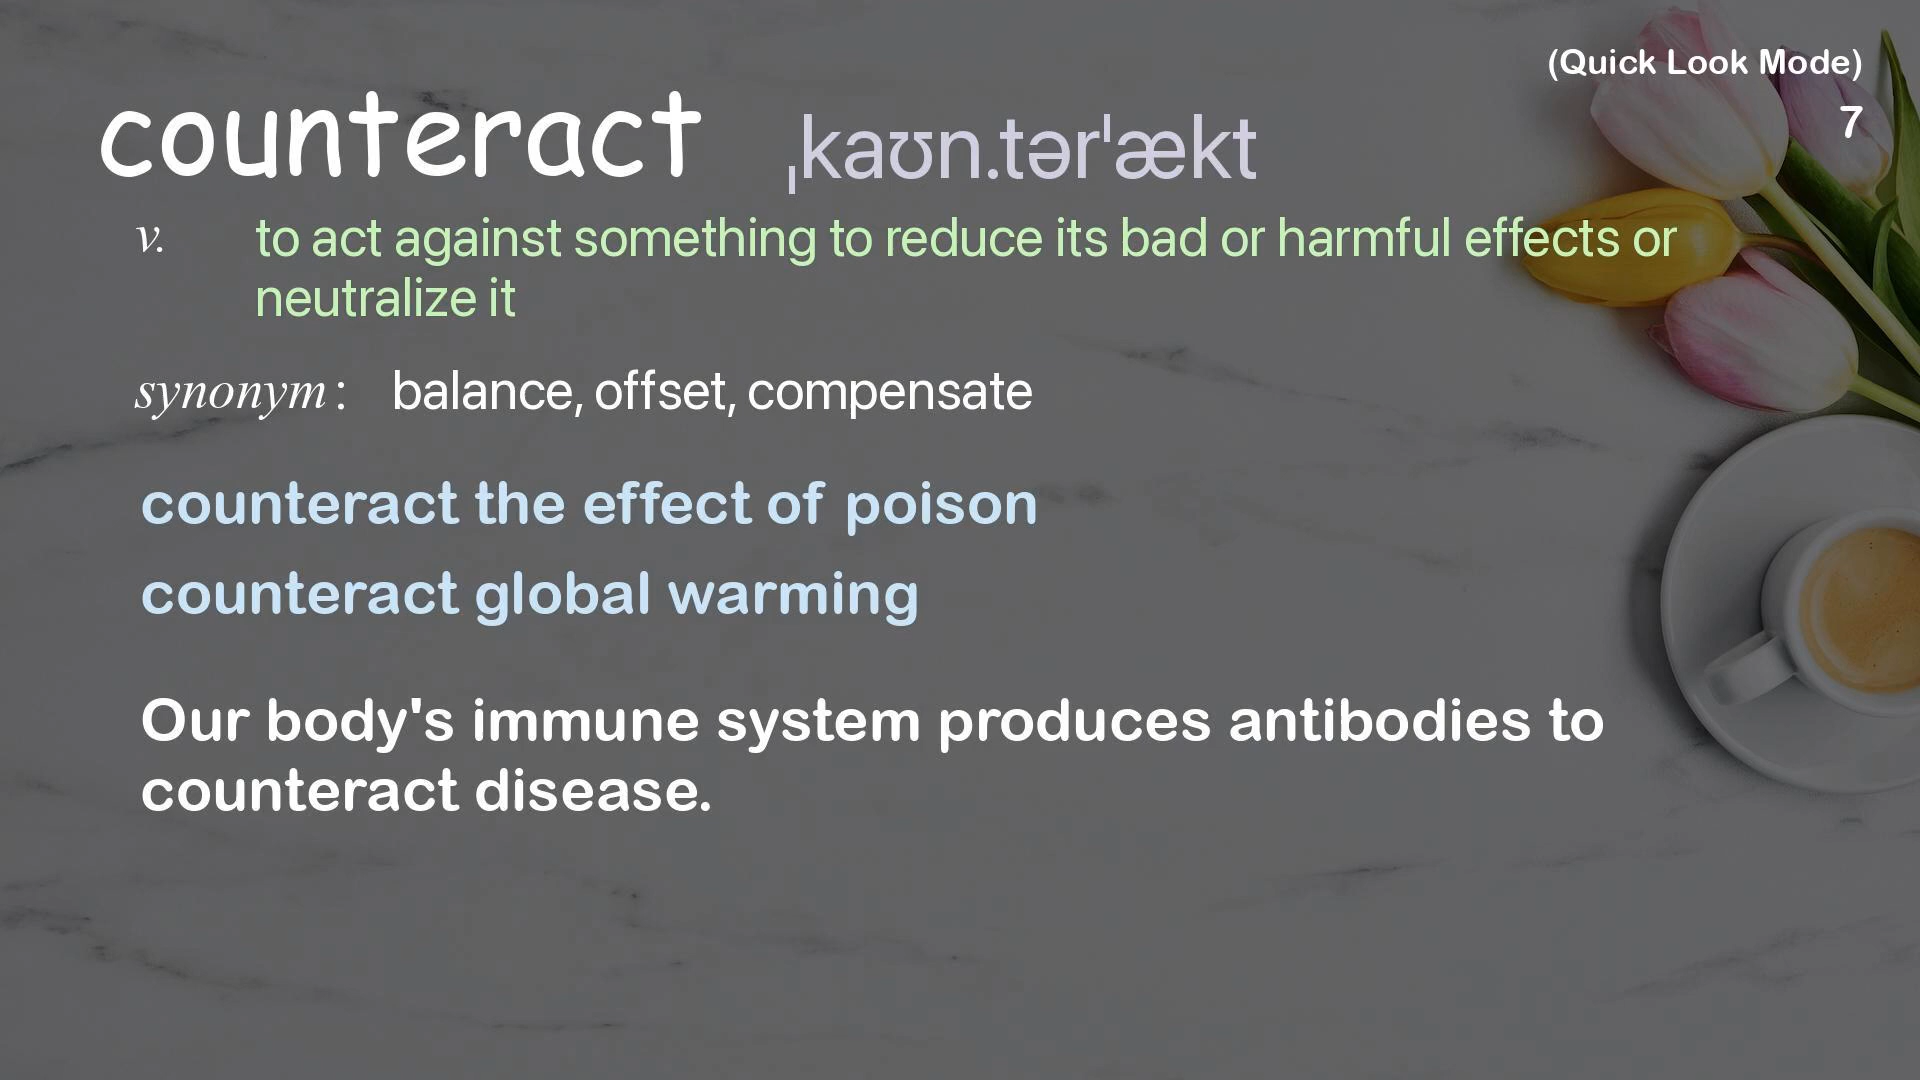 (Quick Look Mode)
7
counteract ˌkaʊn.tərˈækt
v. to act against something to reduce its bad or harmful effects or
neutralize it
synonym : balance, offset, compensate
counteract the effect of poison
counteract global warming
Our body's immune system produces antibodies to
counteract disease.